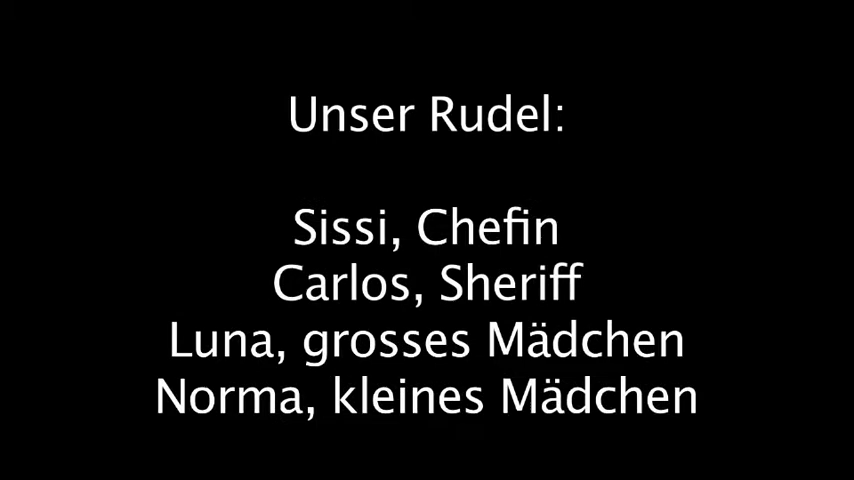 Unser Rudel:
Sissi, Chefin
Carlos, Sheriff
Luna, grosses Mädchen
Norma, kleines Mädchen